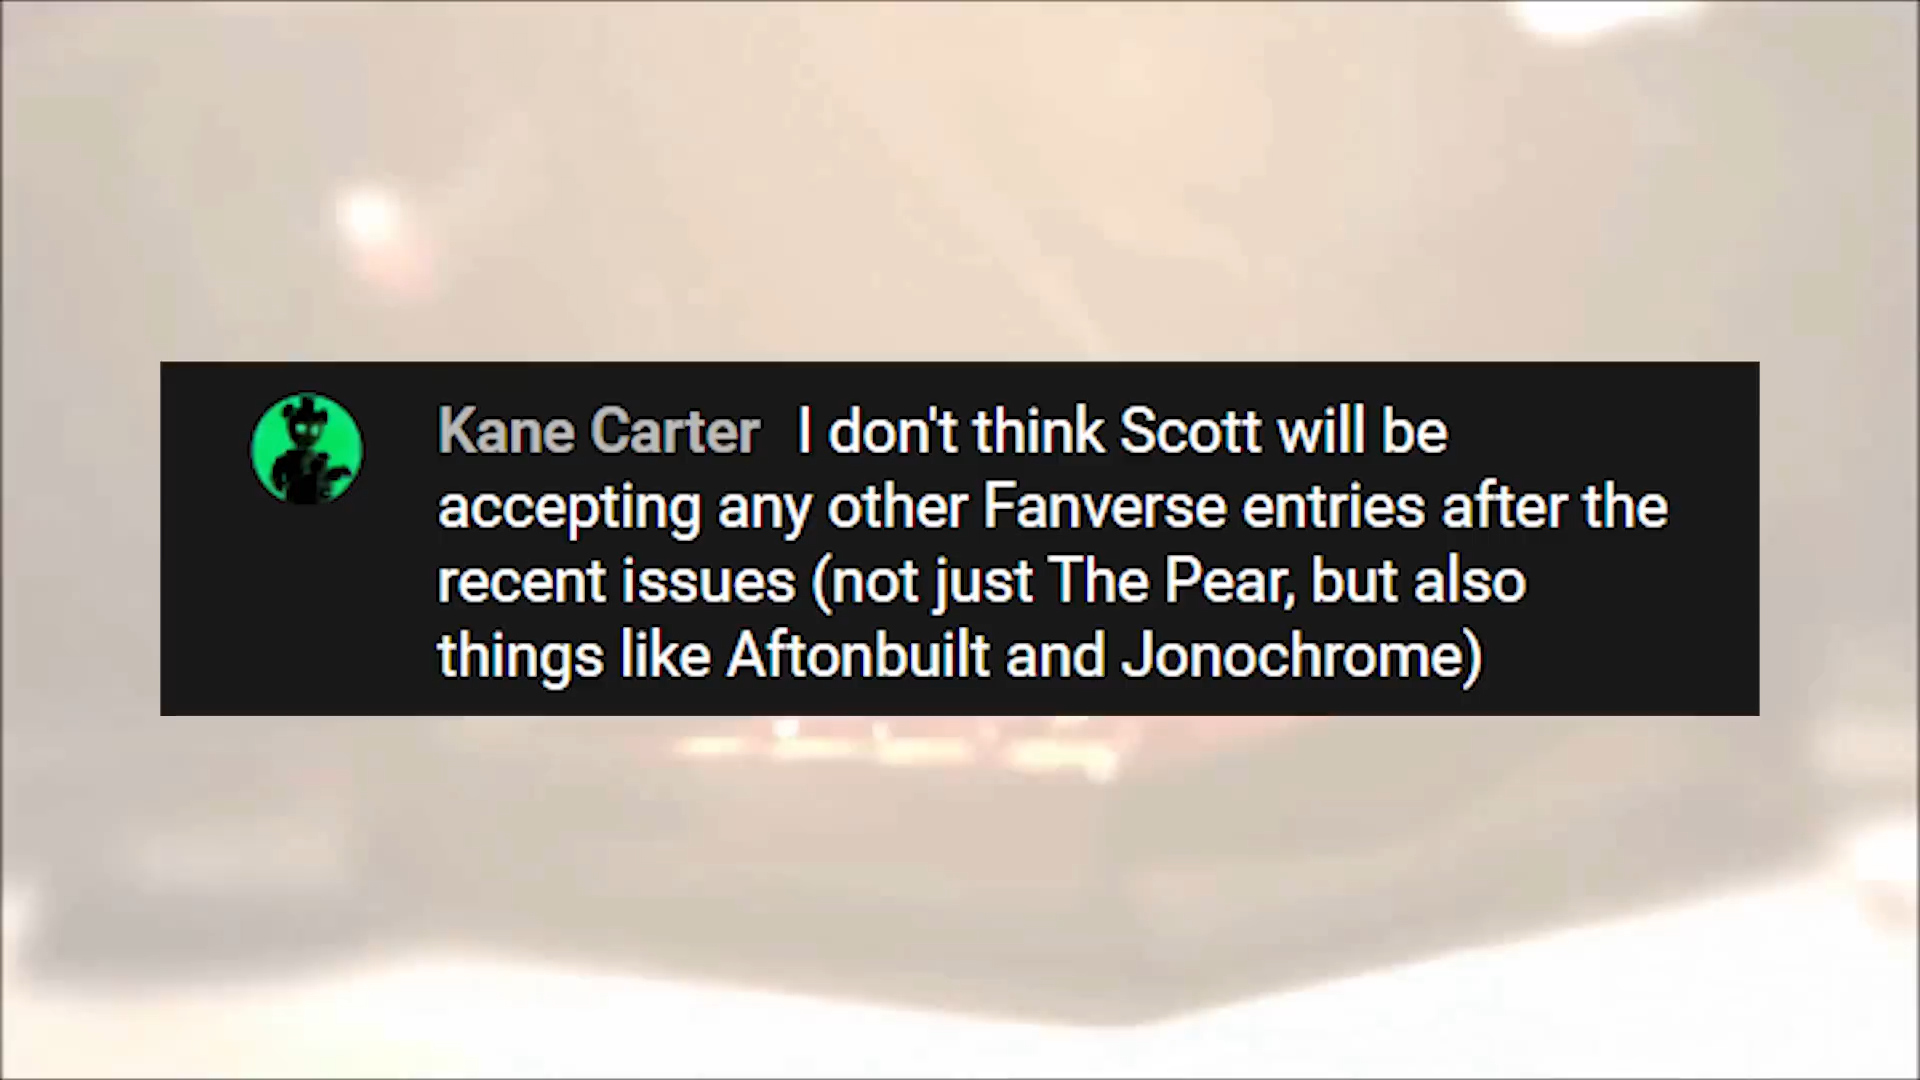 Kane Carter I don't think Scott will be
accepting any other Fanverse entries after the
recent issues (not just The Pear, but also
things like Aftonbuilt and Jonochrome)